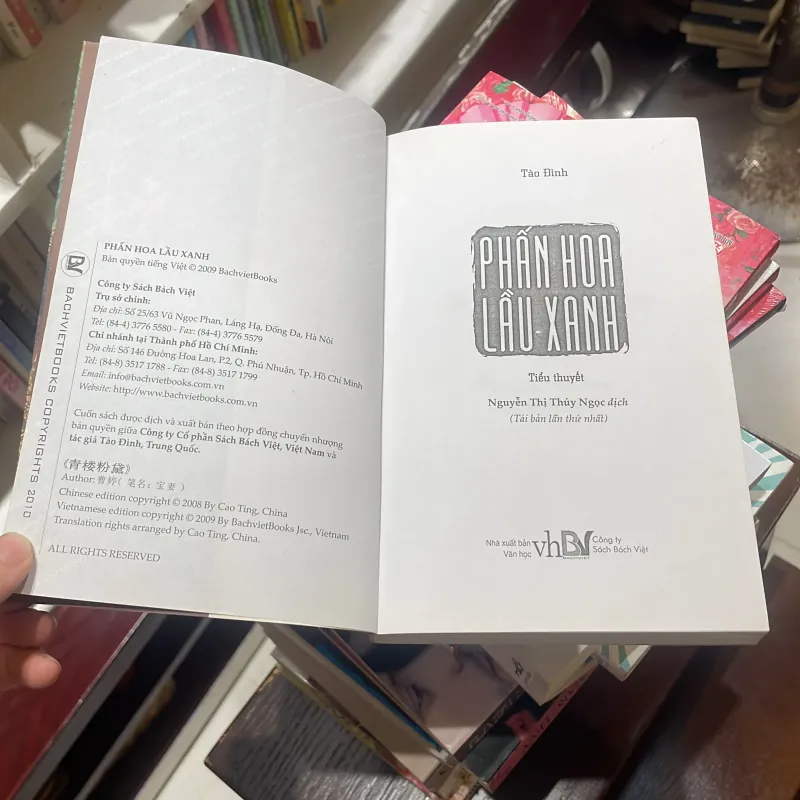 PHẤN HOA LẦU XANH
Bản quyền tiếng Việt © 2009 BachvietBooks
Công ty Sách Bách Việt
Trụ sở chính:
Địa chỉ: Số 25/63 Vũ Ngọc Phan, Láng Hạ, Đống Đa, Hà Nội
Tel: (84-4) 3776 5580 - Fax: (84-4) 3776 5579
Chi nhánh tại Thành phố Hồ Chí Minh:
Địa chỉ: Số 146 Đường Hoa Lan, P.2, Q. Phú Nhuận, Tp. Hồ Chí Minh
Tel: (84-8) 3517 1788 - Fax: (84-8) 3517 1799
Email: info@bachvietbooks.com.vn
Website: http://www.bachvietbooks.com.vn
Cuốn sách được dịch và xuất bản theo hợp đồng chuyển nhượng
bản quyền giữa Công ty Cổ phần Sách Bách Việt, Việt Nam và
tác giả Tào Đình, Trung Quốc.
《青楼粉黛》
Author: 曹婷( 笔名: 宝妻 )
Chinese edition copyright © 2008 By Cao Ting, China
Vietnamese edition copyright © 2009 By BachvietBooks Jsc., Vietnam
Translation rights arranged by Cao Ting, China.
ALL RIGHTS RESERVED
BV
BACHVIETBOOKS COPYRIGHTS 2010
Tào Đình
PHẤN HOA
LẦU XANH
Tiểu thuyết
Nguyễn Thị Thúy Ngọc dịch
(Tái bản lần thứ nhất)
Nhà xuất bản
Văn học
vh
BV
BACHVIET
Công ty
Sách Bách Việt